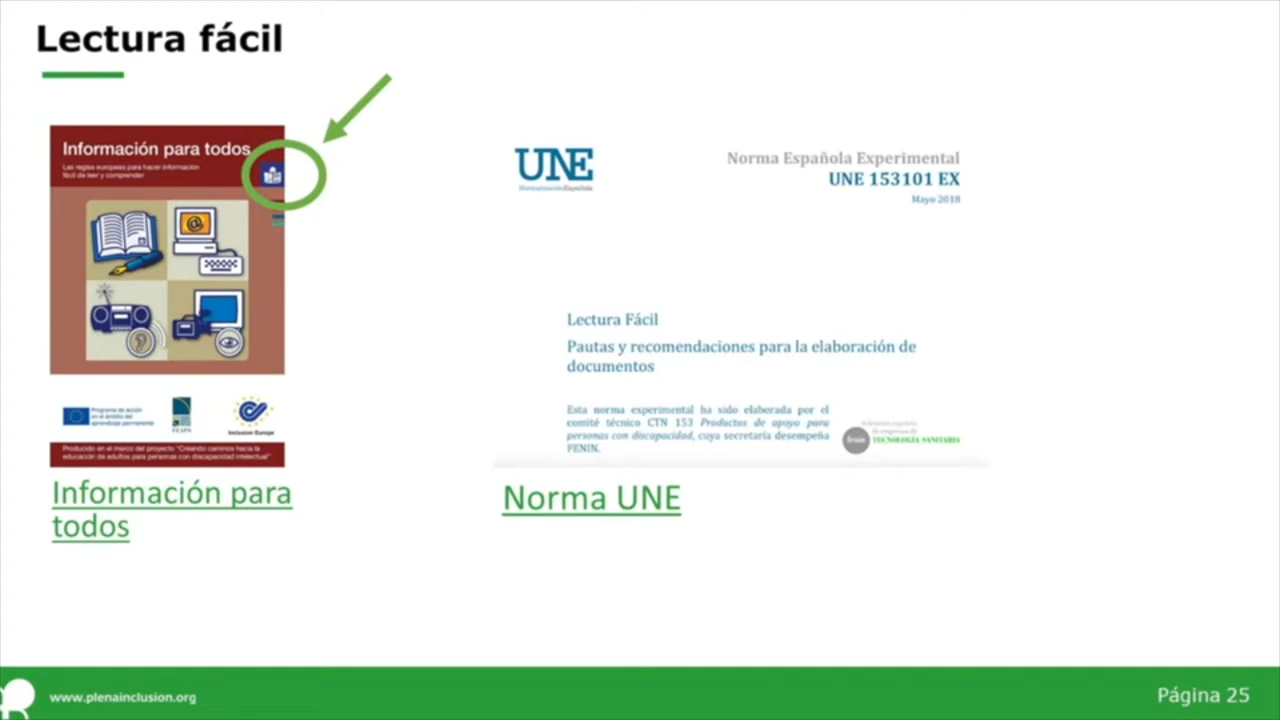 Lectura fácil
Información para todos
Las reglas europeas para hacer información
fácil de leer y comprender
@
Programa de acción
en el ámbito del
aprendizaje permanente
FEAPS
Inclusion Europe
Producido en el marco del proyecto "Creando caminos hacia la
educación de adultos para personas con discapacidad intelectual"
Información para
todos
UNE
Normalización Española
Norma Española Experimental
UNE 153101 EX
Mayo 2018
Lectura Fácil
Pautas y recomendaciones para la elaboración de
documentos
Esta norma experimental ha sido elaborada por el
comité técnico CTN 153 Productos de apoyo para
personas con discapacidad, cuya secretaría desempeña
FENIN.
fenin
federación española
de empresas de
TECNOLOGÍA SANITARIA
Norma UNE
www.plenainclusion.org
Página 25